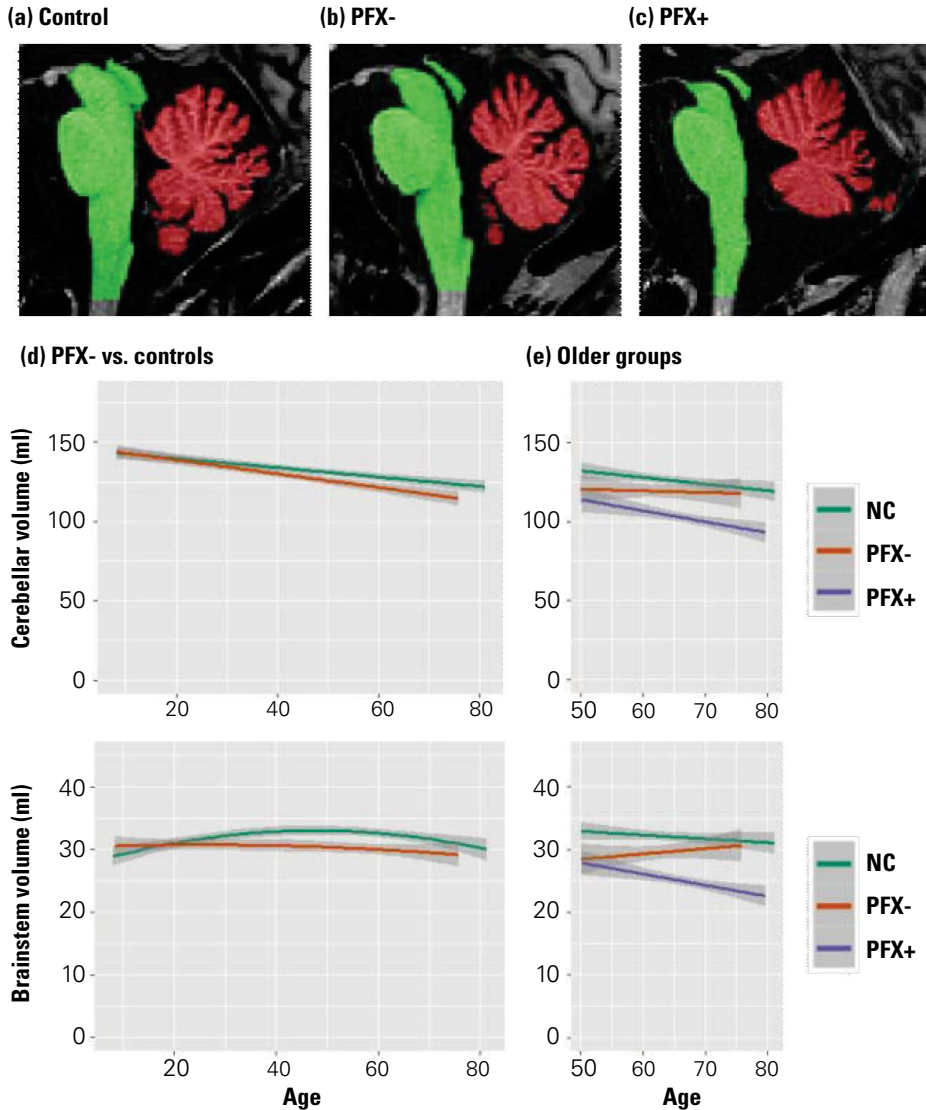 (a) Control
(b) PFX-
(c) PFX+
(d) PFX- vs. controls
(e) Older groups
Cerebellar volume (ml)
150
100
50
0
20
40
60
80
150
100
50
0
50
60
70
80
NC
PFX-
PFX+
Brainstem volume (ml)
40
30
20
10
0
20
40
60
80
Age
40
30
20
10
0
50
60
70
80
Age
NC
PFX-
PFX+